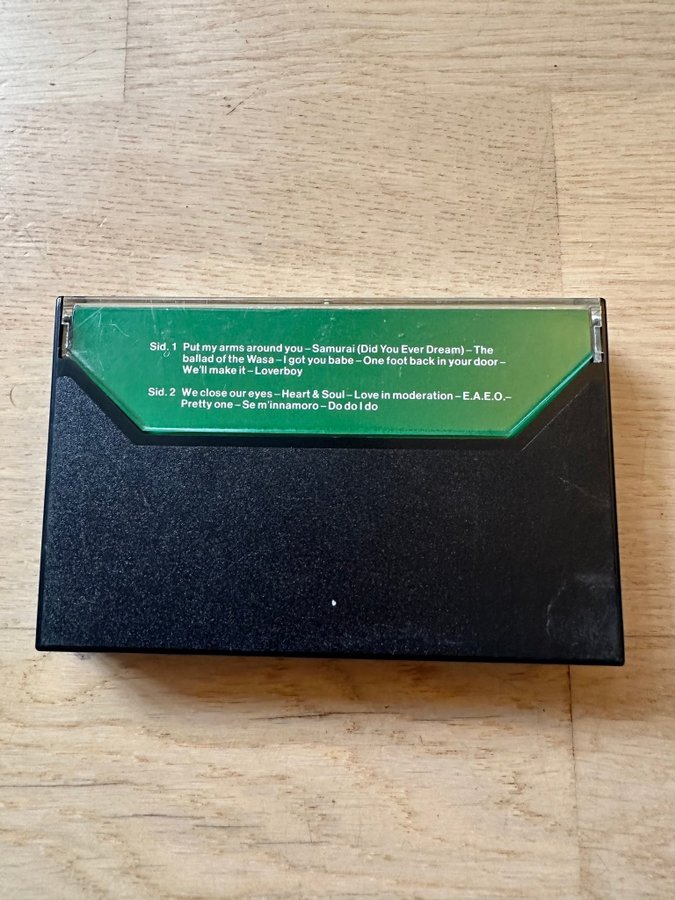 Sid. 1 Put my arms around you – Samurai (Did You Ever Dream) – The
ballad of the Wasa – I got you babe – One foot back in your door –
We'll make it – Loverboy
Sid. 2 We close our eyes – Heart & Soul – Love in moderation – E.A.E.O. –
Pretty one – Se m'innamoro – Do do I do